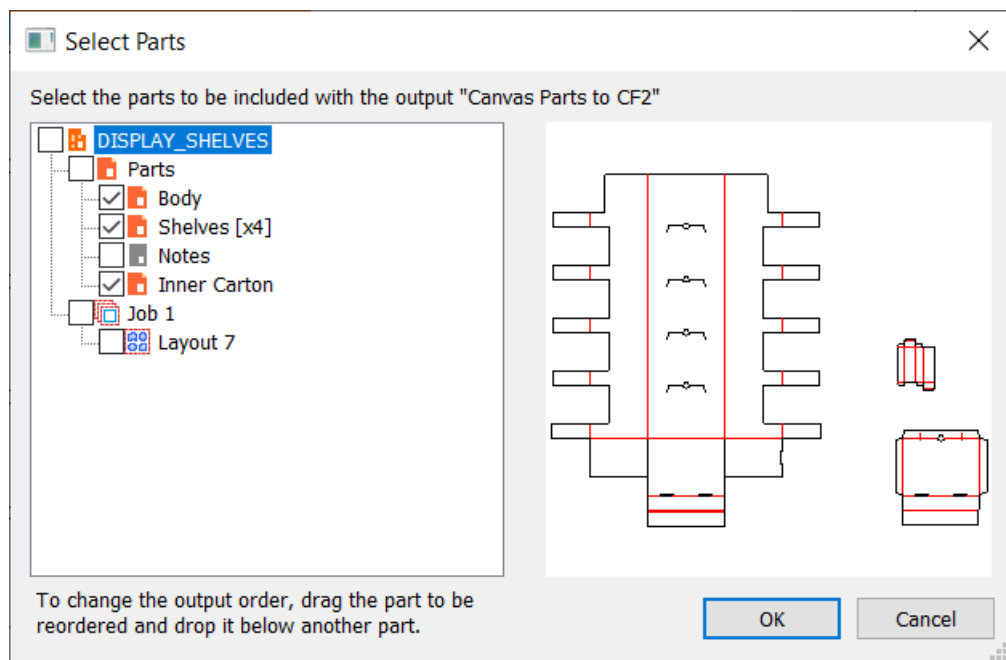 Select Parts
Select the parts to be included with the output "Canvas Parts to CF2"
DISPLAY_SHELVES
Parts
Body
Shelves [x4]
Notes
Inner Carton
Job 1
Layout 7
To change the output order, drag the part to be
reordered and drop it below another part.
OK
Cancel